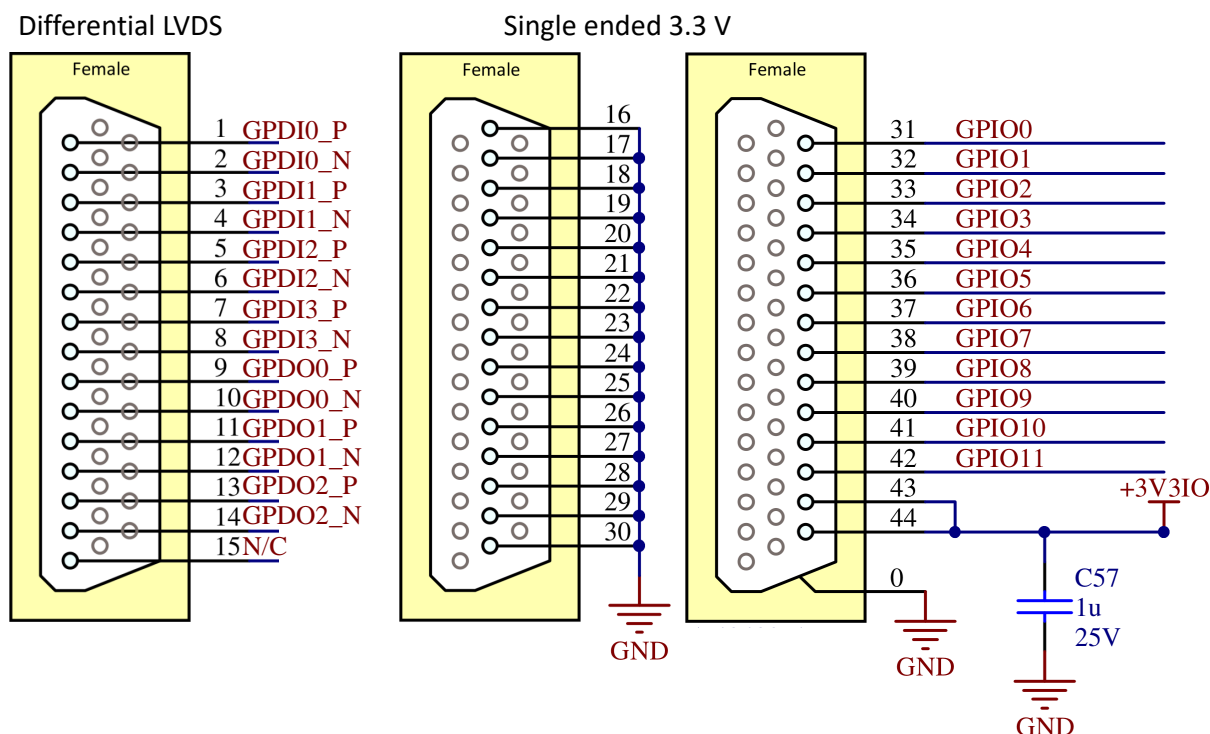 Differential LVDS
Single ended 3.3 V
Female
1 GPDI0_P
2 GPDI0_N
3 GPDI1_P
4 GPDI1_N
5 GPDI2_P
6 GPDI2_N
7 GPDI3_P
8 GPDI3_N
9 GPDO0_P
10 GPDO0_N
11 GPDO1_P
12 GPDO1_N
13 GPDO2_P
14 GPDO2_N
15 N/C
Female
16
17
18
19
20
21
22
23
24
25
26
27
28
29
30
GND
Female
31 GPIO0
32 GPIO1
33 GPIO2
34 GPIO3
35 GPIO4
36 GPIO5
37 GPIO6
38 GPIO7
39 GPIO8
40 GPIO9
41 GPIO10
42 GPIO11
43
44
+3V3IO
0
GND
C57
1u
25V
GND